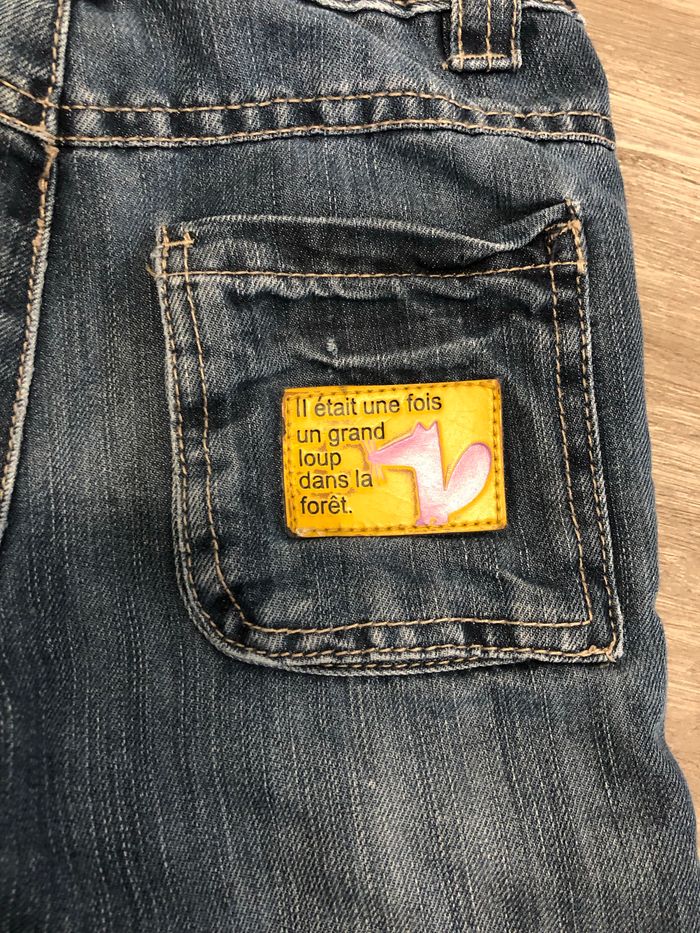 Il était une fois
un grand
loup
dans la
forêt.